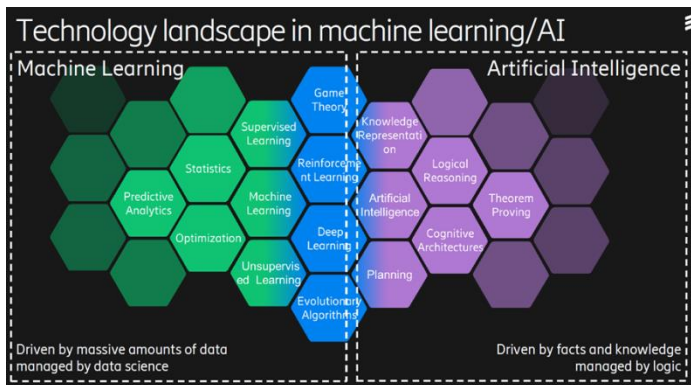 Technology landscape in machine learning/AI
Machine Learning
Artificial Intelligence
Game
Theory
Supervised
Learning
Knowledge
Representati
on
Statistics
Reinforceme
nt Learning
Logical
Reasoning
Predictive
Analytics
Machine
Learning
Artificial
Intelligence
Theorem
Proving
Optimization
Deep
Learning
Cognitive
Architectures
Unsupervis
ed Learning
Planning
Evolutionary
Algorithms
Driven by massive amounts of data
managed by data science
Driven by facts and knowledge
managed by logic